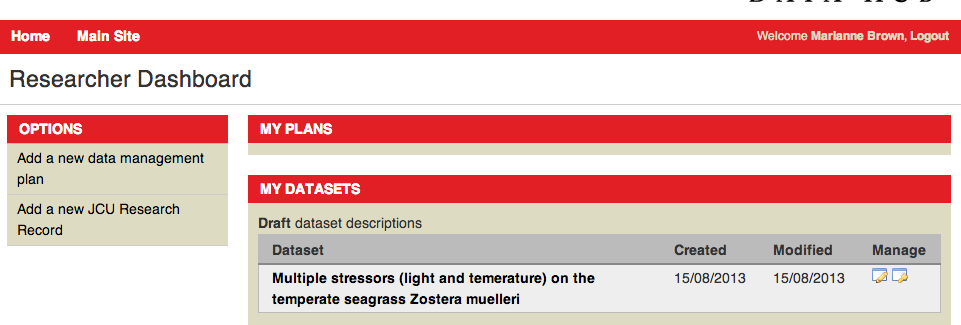 Home Main Site Welcome Marianne Brown, Logout
Researcher Dashboard
OPTIONS
Add a new data management
plan
Add a new JCU Research
Record
MY PLANS
MY DATASETS
Draft dataset descriptions
Dataset Created Modified Manage
Multiple stressors (light and temerature) on the 15/08/2013 15/08/2013
temperate seagrass Zostera muelleri